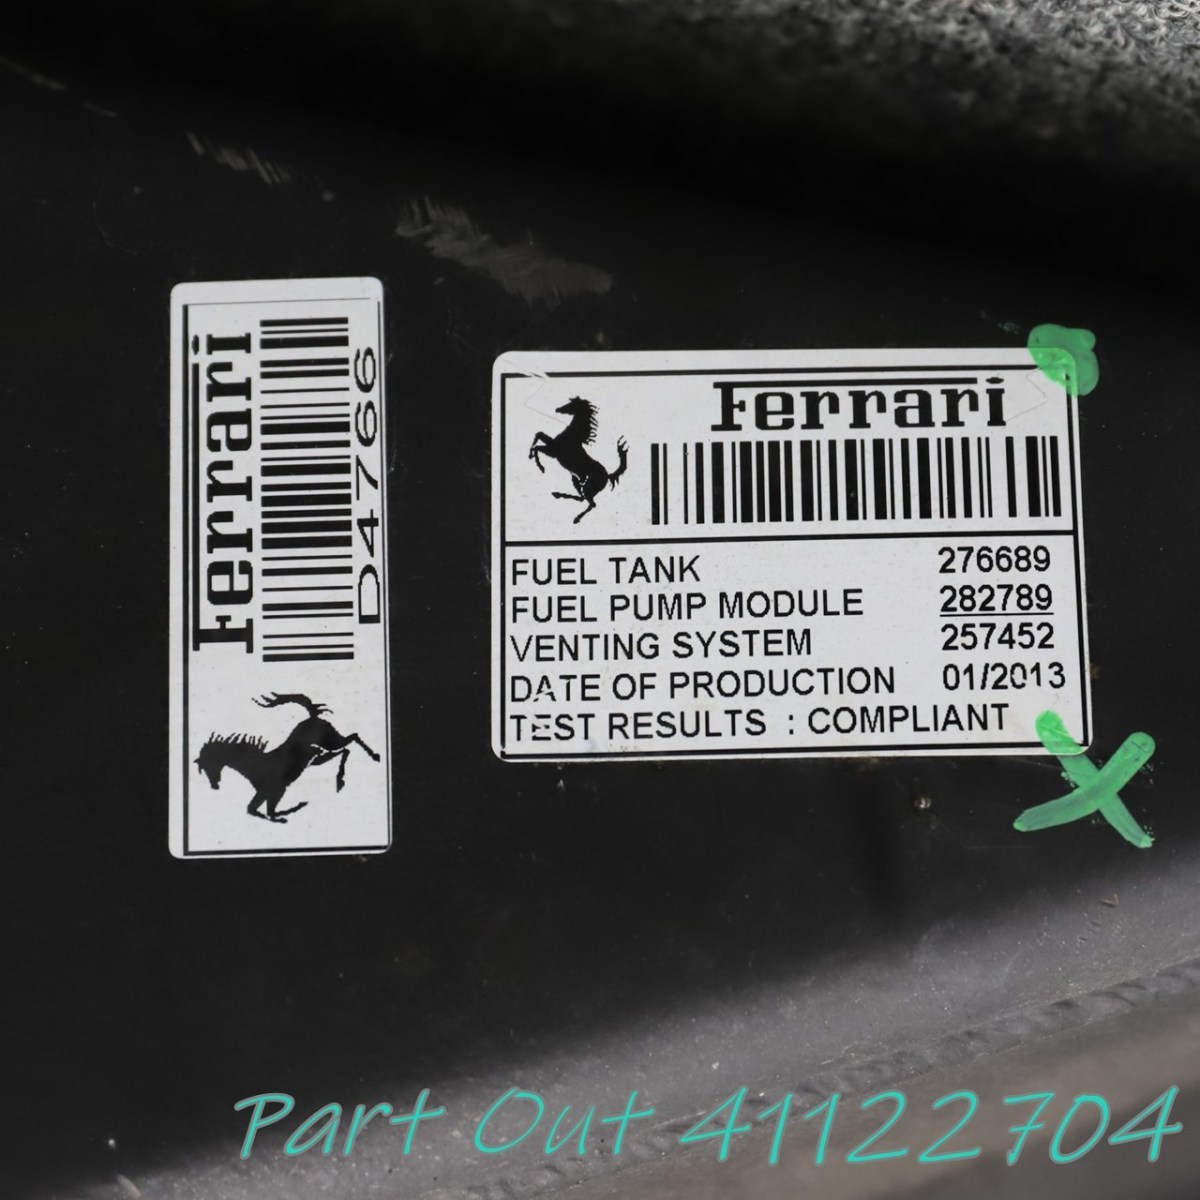 Ferrari
D4766
Ferrari
FUEL TANK 276689
FUEL PUMP MODULE 282789
VENTING SYSTEM 257452
DATE OF PRODUCTION 01/2013
TEST RESULTS : COMPLIANT
Part Out 41122704